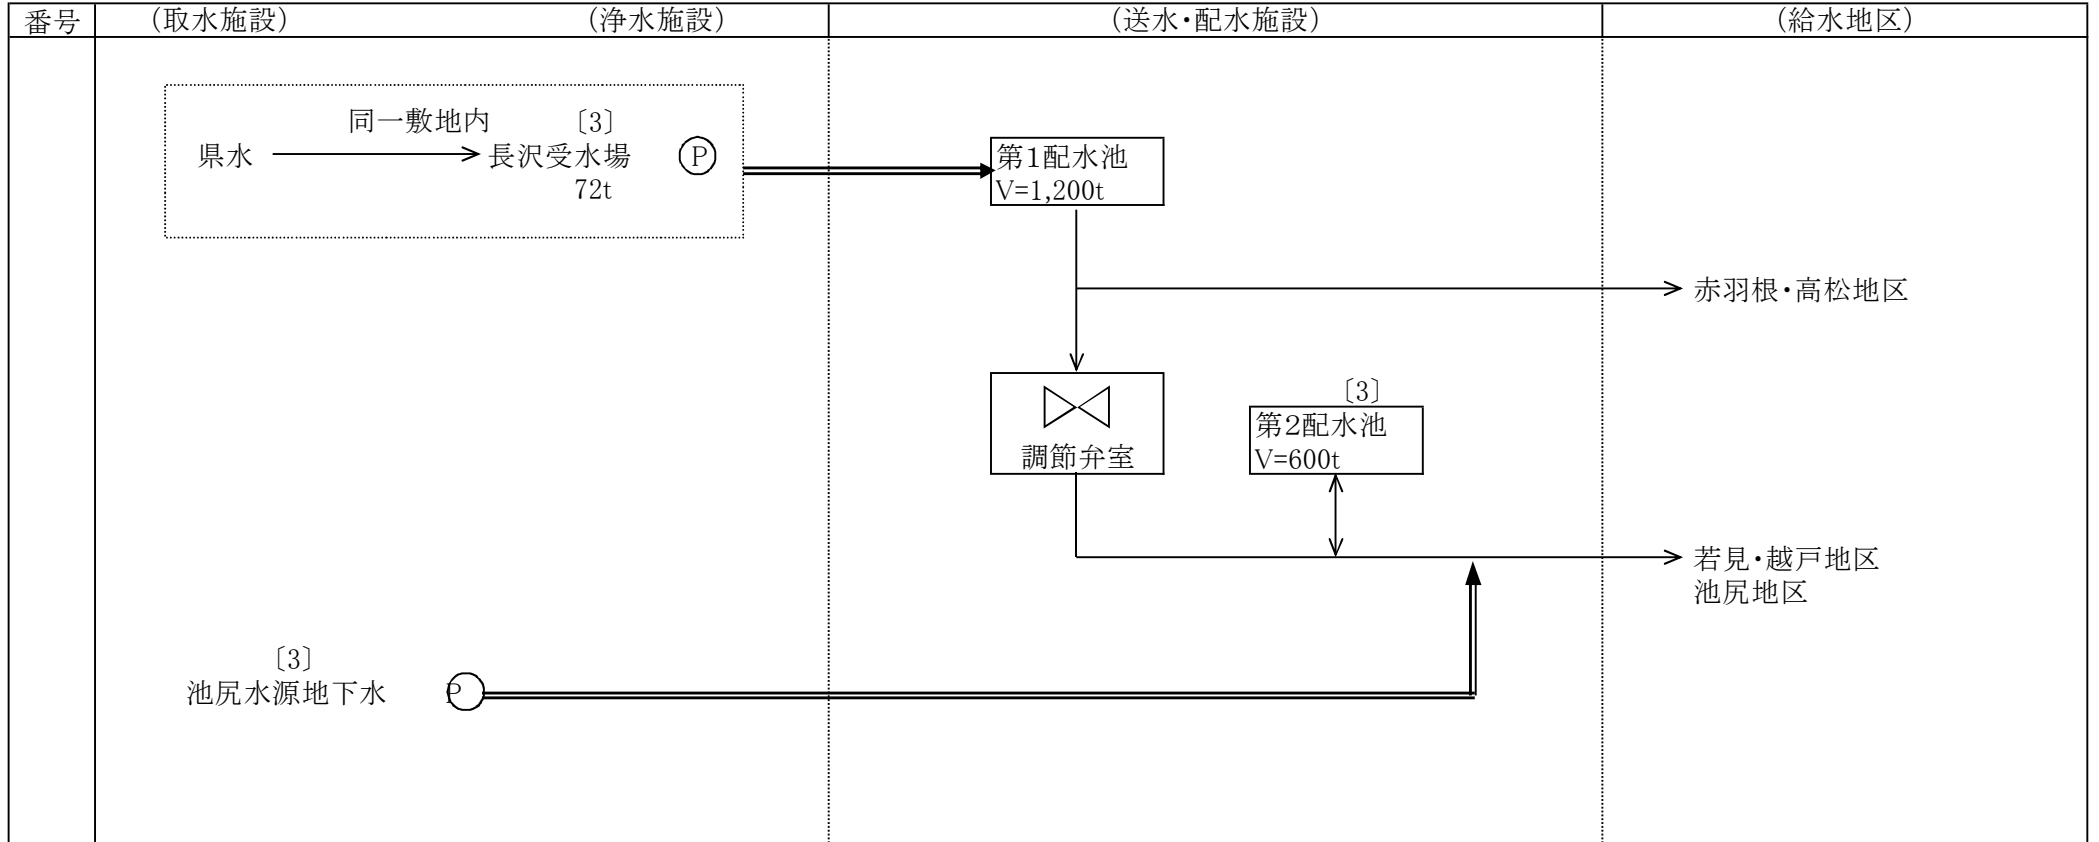 番号
（取水施設）
（浄水施設）
（送水・配水施設）
（給水地区）
同一敷地内
〔3〕
県水
長沢受水場
P
72t
第1配水池
V=1,200t
赤羽根・高松地区
調節弁室
〔3〕
第2配水池
V=600t
若見・越戸地区
池尻地区
〔3〕
池尻水源地下水
P